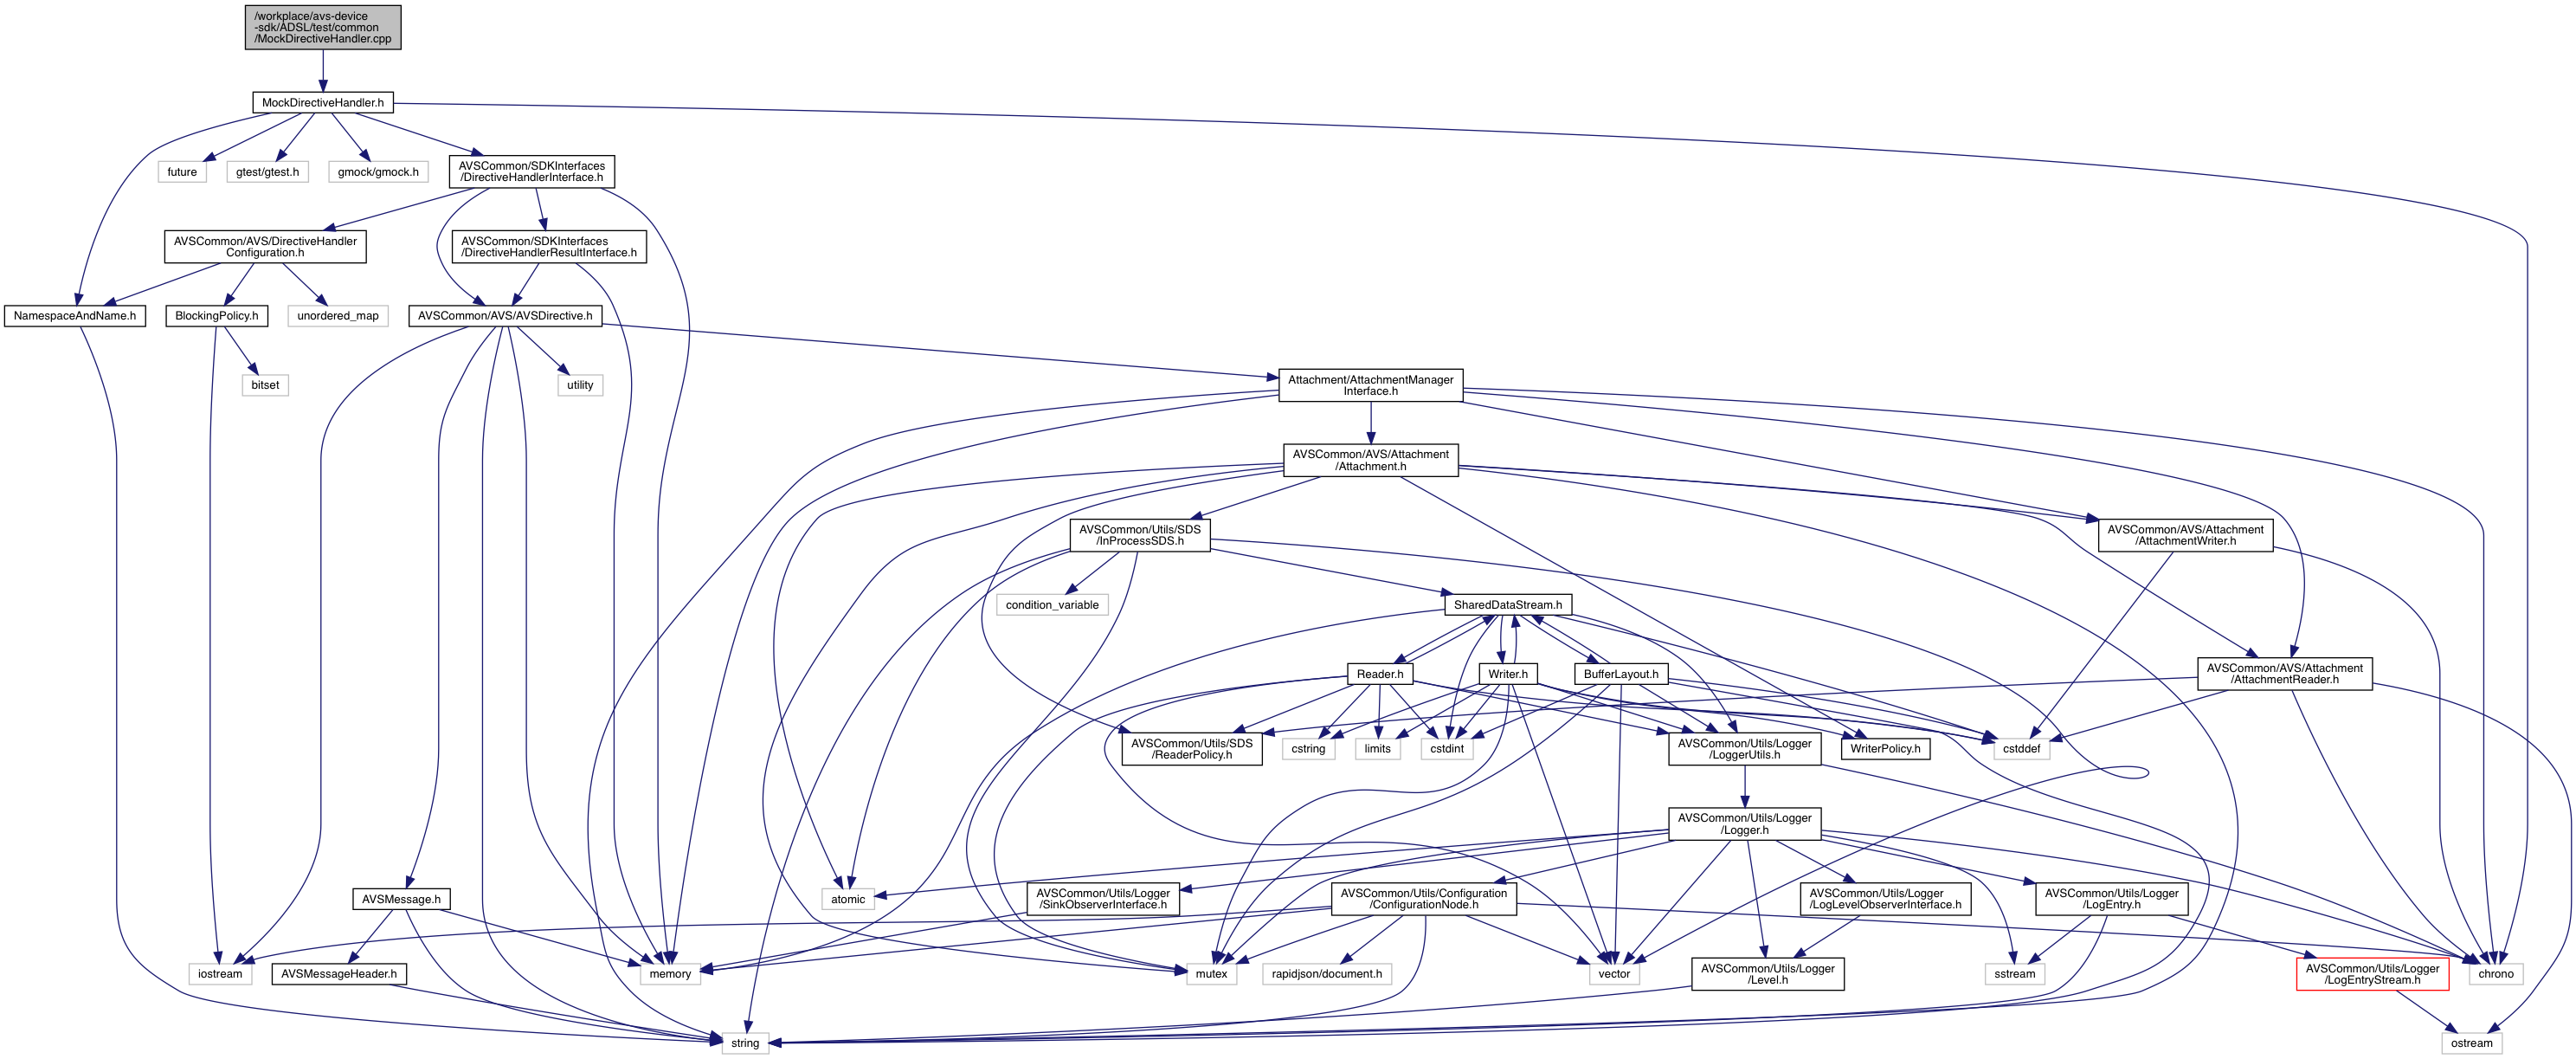 /workplace/avs-device
-sdk/ADSL/test/common
/MockDirectiveHandler.cpp
MockDirectiveHandler.h
future
gtest/gtest.h
gmock/gmock.h
AVSCommon/SDKInterfaces
/DirectiveHandlerInterface.h
AVSCommon/AVS/DirectiveHandler
Configuration.h
AVSCommon/SDKInterfaces
/DirectiveHandlerResultInterface.h
NamespaceAndName.h
BlockingPolicy.h
unordered_map
AVSCommon/AVS/AVSDirective.h
bitset
utility
Attachment/AttachmentManager
Interface.h
AVSCommon/AVS/Attachment
/Attachment.h
AVSCommon/Utils/SDS
/InProcessSDS.h
AVSCommon/AVS/Attachment
/AttachmentWriter.h
condition_variable
SharedDataStream.h
Reader.h
Writer.h
BufferLayout.h
AVSCommon/AVS/Attachment
/AttachmentReader.h
AVSCommon/Utils/SDS
/ReaderPolicy.h
cstring
limits
cstdint
AVSCommon/Utils/Logger
/LoggerUtils.h
WriterPolicy.h
cstddef
AVSCommon/Utils/Logger
/Logger.h
AVSMessage.h
atomic
AVSCommon/Utils/Logger
/SinkObserverInterface.h
AVSCommon/Utils/Configuration
/ConfigurationNode.h
AVSCommon/Utils/Logger
/LogLevelObserverInterface.h
AVSCommon/Utils/Logger
/LogEntry.h
iostream
AVSMessageHeader.h
memory
mutex
rapidjson/document.h
vector
AVSCommon/Utils/Logger
/Level.h
sstream
AVSCommon/Utils/Logger
/LogEntryStream.h
chrono
string
ostream